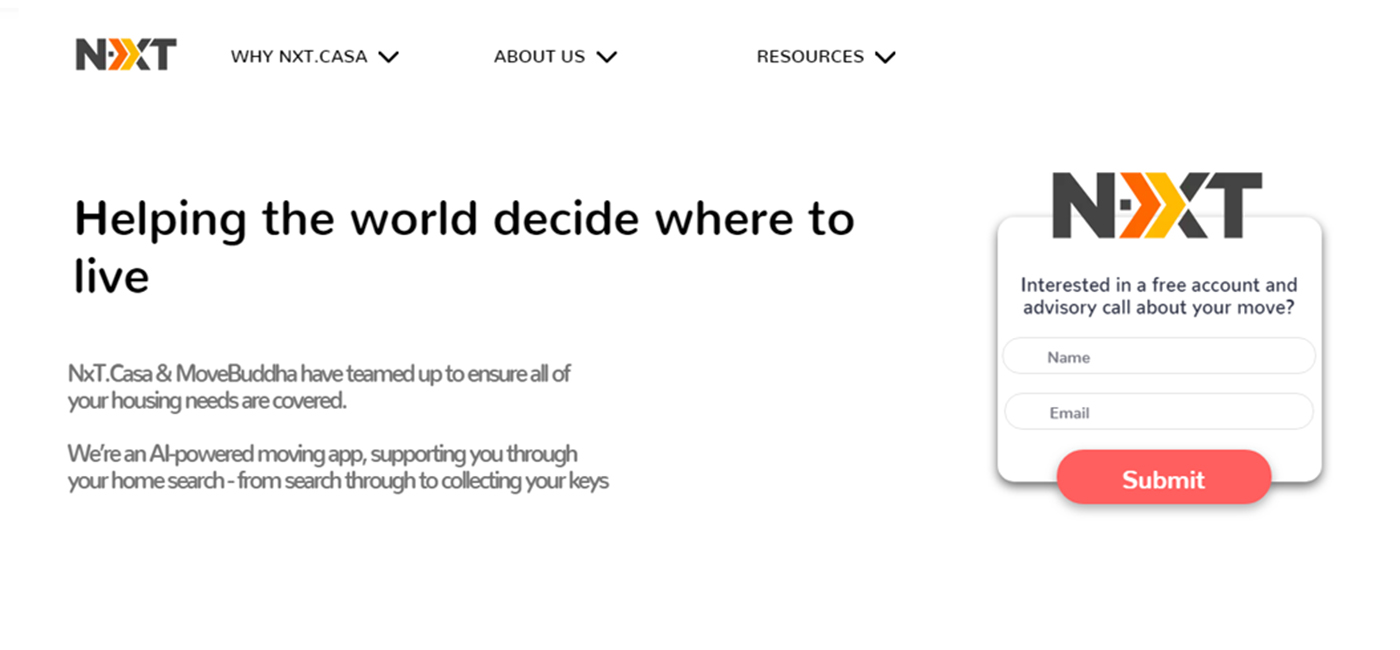 NXT
WHY NXT.CASA
ABOUT US
RESOURCES
Helping the world decide where to
live
NxT.Casa & MoveBuddha have teamed up to ensure all of
your housing needs are covered.
We’re an AI-powered moving app, supporting you through
your home search - from search through to collecting your keys
NXT
Interested in a free account and
advisory call about your move?
Name
Email
Submit